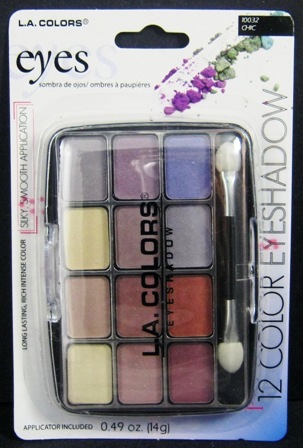 L.A. COLORS®
10032
CHIC
eyes
sombra de ojos/ ombres à paupières
SILKY, SMOOTH APPLICATION
LONG LASTING, RICH INTENSE COLOR
L.A. COLORS®
EYESHADOW
12 COLOR EYESHADOW
APPLICATOR INCLUDED
0.49 oz. (14g)